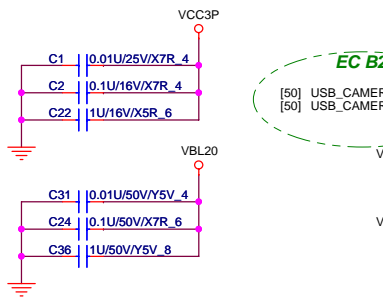 VCC3P
C1 0.01U/25V/X7R_4
C2 0.1U/16V/X7R_4
C22 1U/16V/X5R_6
EC B2
[50] USB_CAMER
[50] USB_CAMER
V
VBL20
C31 0.01U/50V/Y5V_4
C24 0.1U/50V/X7R_6
V
C36 1U/50V/Y5V_8